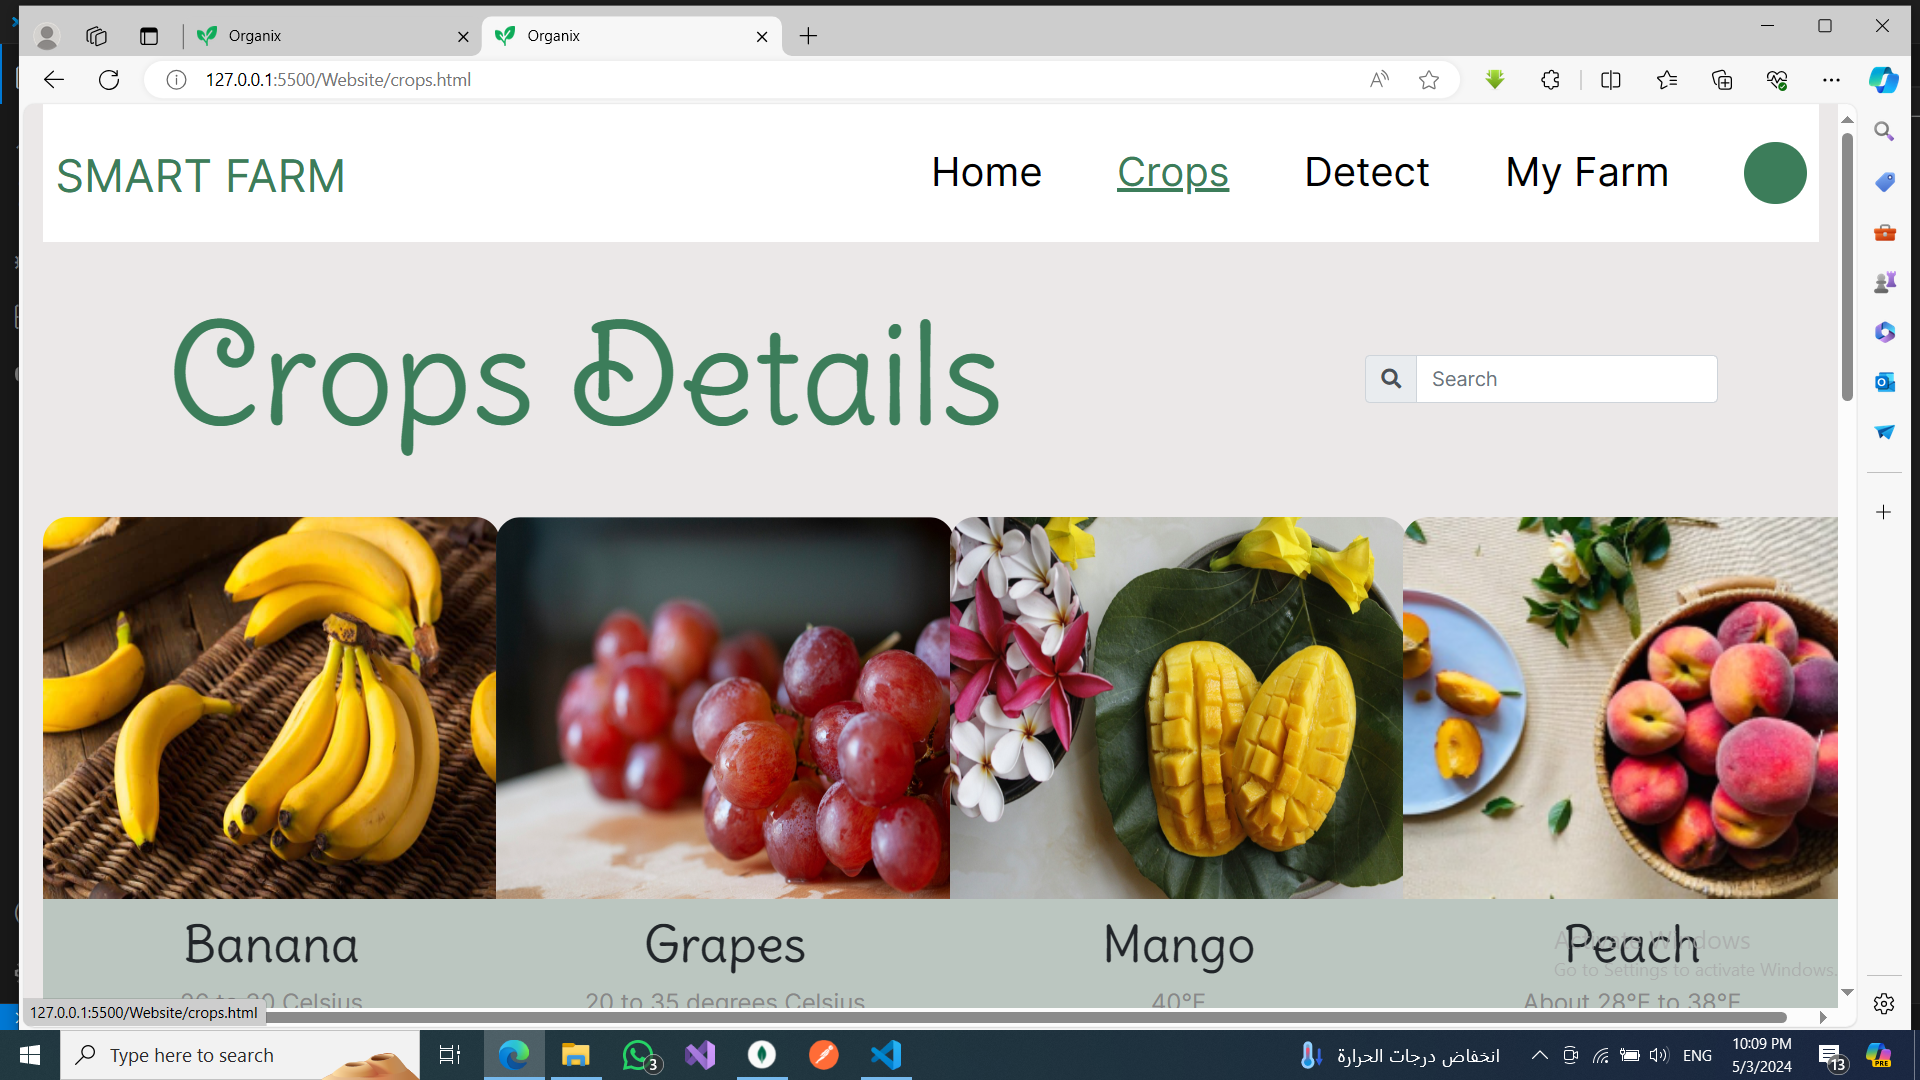 Organix
Organix
127.0.0.1:5500/Website/crops.html
SMART FARM
Home
Crops
Detect
My Farm
Crops Details
Search
Banana
Grapes
Mango
Peach
20 to 35 degrees Celsius
40°F
About 28°F to 38°F
Activate Windows
Go to Settings to activate Windows.
127.0.0.1:5500/Website/crops.html
Type here to search
3
انخفاض درجات الحرارة
ENG
10:09 PM
5/3/2024
13
PRE